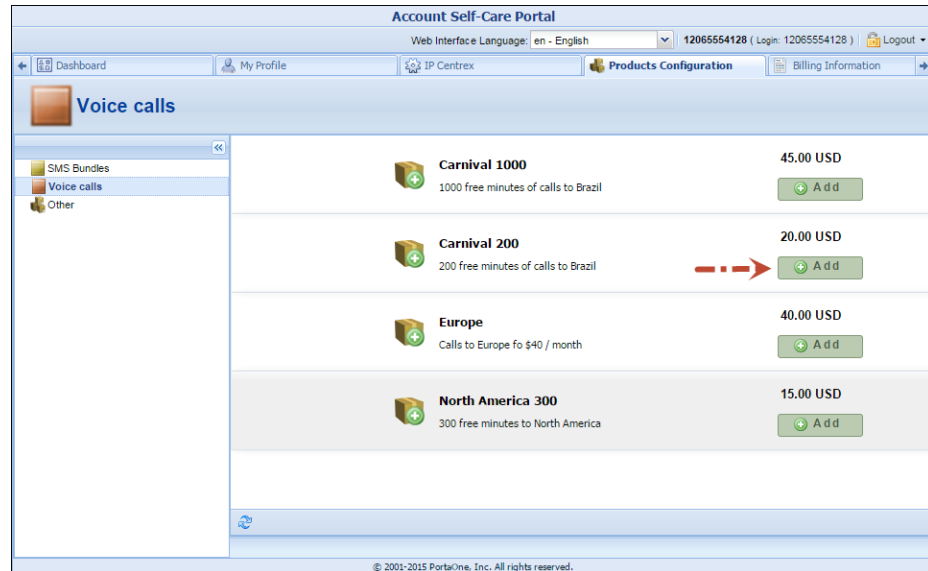 Account Self-Care Portal
Web Interface Language: en - English 12065554128 ( Login: 12065554128 ) Logout
Dashboard My Profile IP Centrex Products Configuration Billing Information
Voice calls
SMS Bundles
Voice calls
Other
Carnival 1000 45.00 USD
1000 free minutes of calls to Brazil Add
Carnival 200 20.00 USD
200 free minutes of calls to Brazil Add
Europe 40.00 USD
Calls to Europe fo $40 / month Add
North America 300 15.00 USD
300 free minutes to North America Add
© 2001-2015 PortaOne, Inc. All rights reserved.